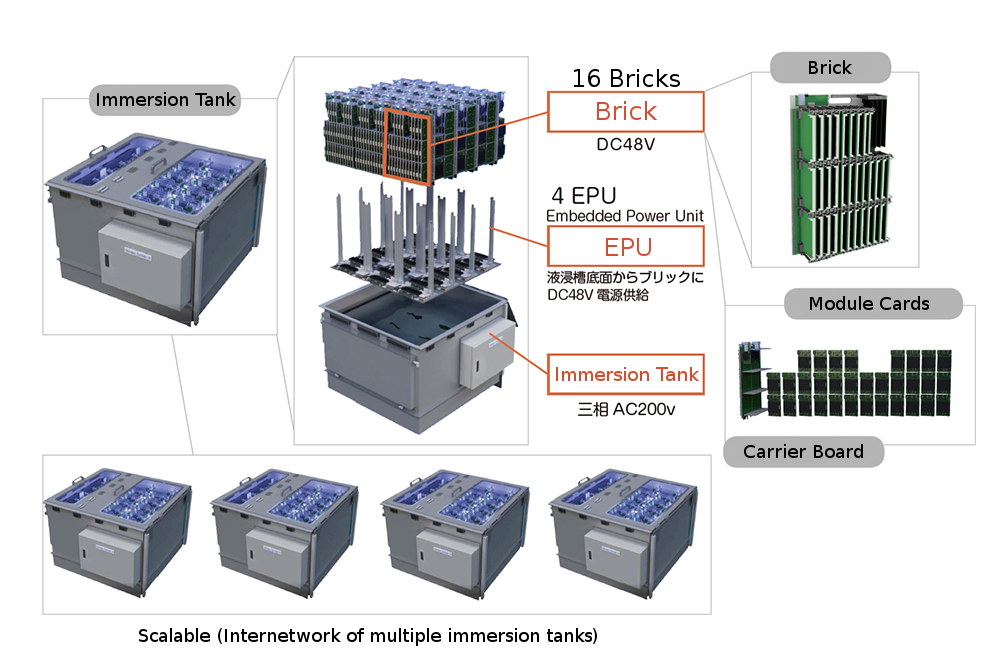 Immersion Tank
16 Bricks
Brick
DC48V
4 EPU
Embedded Power Unit
EPU
液浸槽底面からブリックに
DC48V 電源供給
Immersion Tank
三相 AC200v
Brick
Module Cards
Carrier Board
Scalable (Internetwork of multiple immersion tanks)